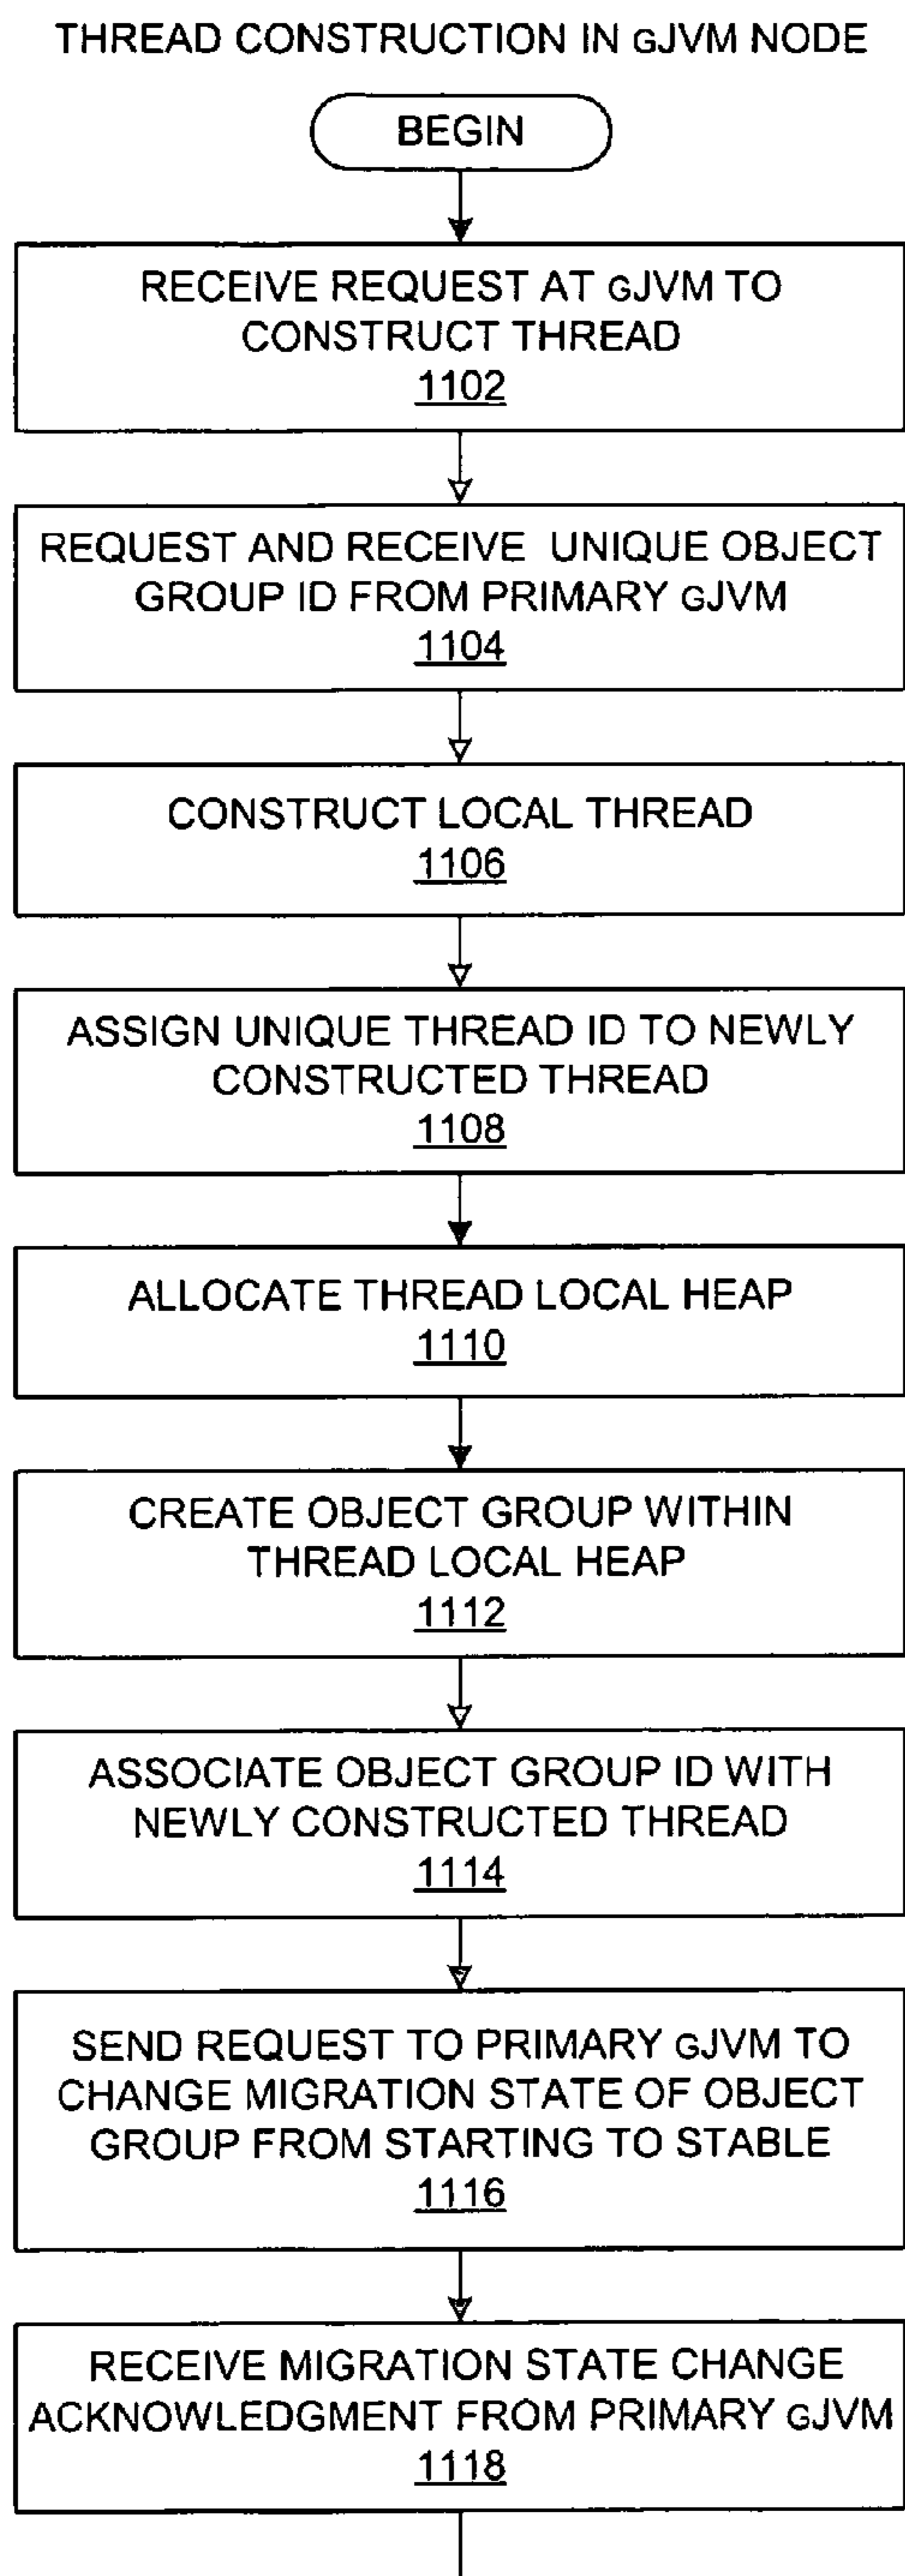 THREAD CONSTRUCTION IN GJVM NODE
BEGIN
RECEIVE REQUEST AT GJVM TO
CONSTRUCT THREAD
1102
REQUEST AND RECEIVE UNIQUE OBJECT
GROUP ID FROM PRIMARY GJVM
1104
CONSTRUCT LOCAL THREAD
1106
ASSIGN UNIQUE THREAD ID TO NEWLY
CONSTRUCTED THREAD
1108
ALLOCATE THREAD LOCAL HEAP
1110
CREATE OBJECT GROUP WITHIN
THREAD LOCAL HEAP
1112
ASSOCIATE OBJECT GROUP ID WITH
NEWLY CONSTRUCTED THREAD
1114
SEND REQUEST TO PRIMARY GJVM TO
CHANGE MIGRATION STATE OF OBJECT
GROUP FROM STARTING TO STABLE
1116
RECEIVE MIGRATION STATE CHANGE
ACKNOWLEDGMENT FROM PRIMARY GJVM
1118